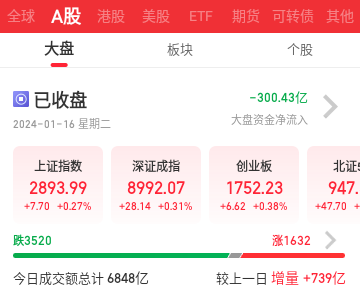 全球 A股 港股 美股 ETF 期货 可转债 其他
大盘 板块 个股
已收盘 -300.43亿
2024-01-16 星期二 大盘资金净流入
上证指数 深证成指 创业板 北证
2893.99 8992.07 1752.23 947.
+7.70 +0.27% +28.14 +0.31% +6.62 +0.38% +47.70
跌3520 涨1632
今日成交额总计 6848亿 较上一日 增量 +739亿